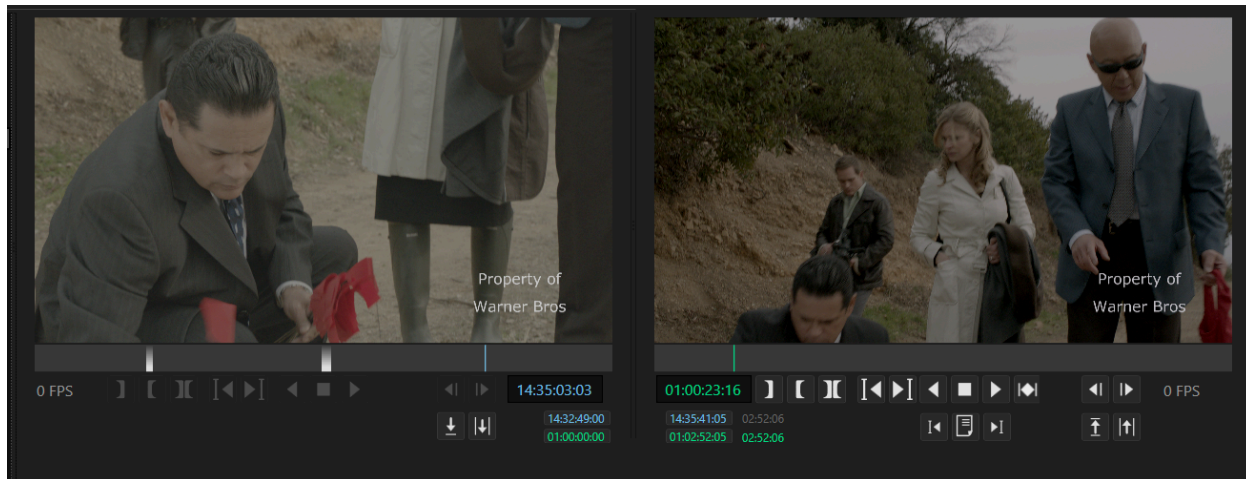 Property of
Warner Bros
Property of
Warner Bros
0 FPS
14:35:03:03
14:32:49:00
01:00:00:00
01:00:23:16
0 FPS
14:35:41:05 02:52:06
01:02:52:05 02:52:06